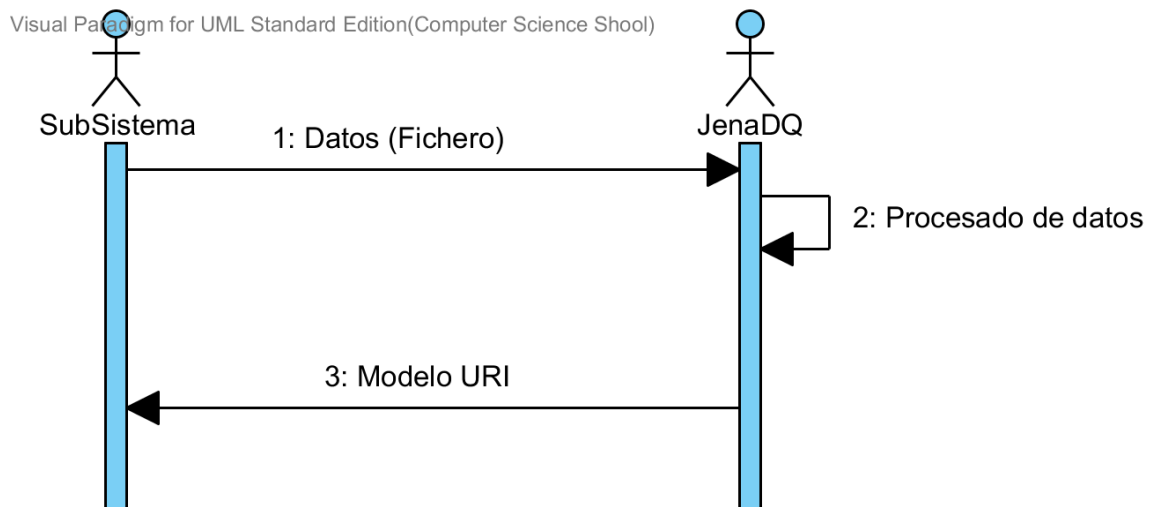 Visual Paradigm for UML Standard Edition(Computer Science Shool)
SubSistema
JenaDQ
1: Datos (Fichero)
2: Procesado de datos
3: Modelo URI